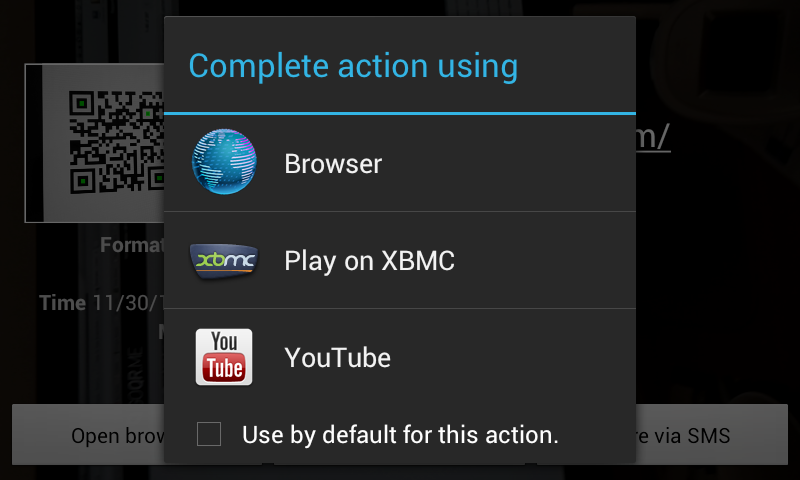 Complete action using
m/
Browser
Format
xbmc
Play on XBMC
Time 11/30/1
M
You
Tube
YouTube
Use by default for this action.
Open brow
re via SMS